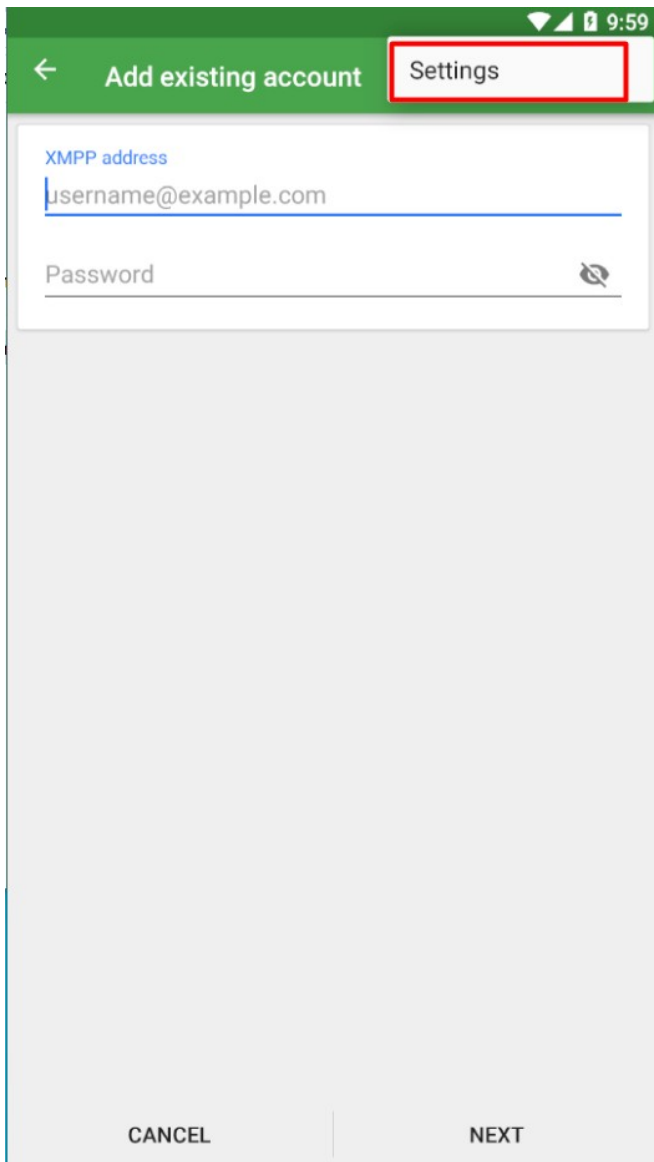 9:59
Add existing account
Settings
XMPP address
username@example.com
Password
CANCEL
NEXT